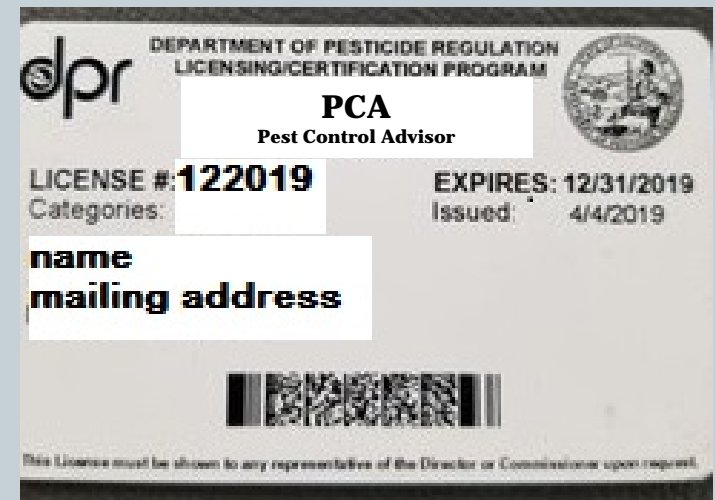 dpr
DEPARTMENT OF PESTICIDE REGULATION
LICENSING/CERTIFICATION PROGRAM
PCA
Pest Control Advisor
LICENSE #:122019
EXPIRES: 12/31/2019
Categories:
Issued: 4/4/2019
name
mailing address
This License must be shown to any representative of the Director or Commissioner upon request.